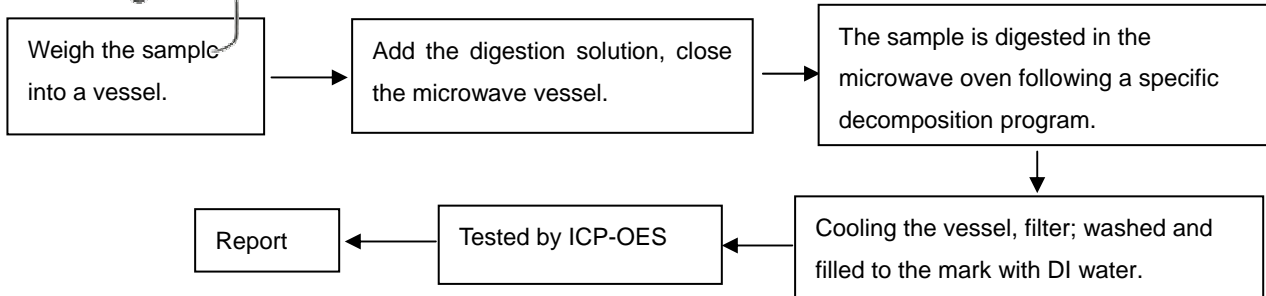 Weigh the sample
into a vessel.
Add the digestion solution, close
the microwave vessel.
The sample is digested in the
microwave oven following a specific
decomposition program.
Cooling the vessel, filter; washed and
filled to the mark with DI water.
Tested by ICP-OES
Report